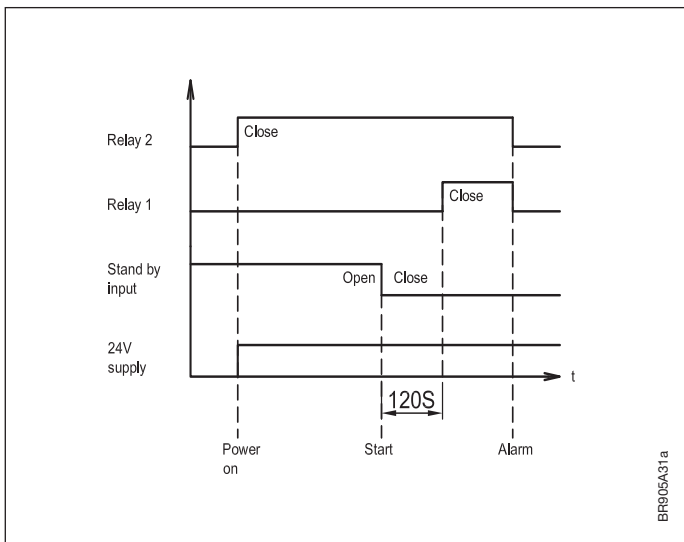 Relay 2
Close
Relay 1
Close
Stand by
input
Open
Close
24V
supply
t
120S
Power
on
Start
Alarm
BR905A31a